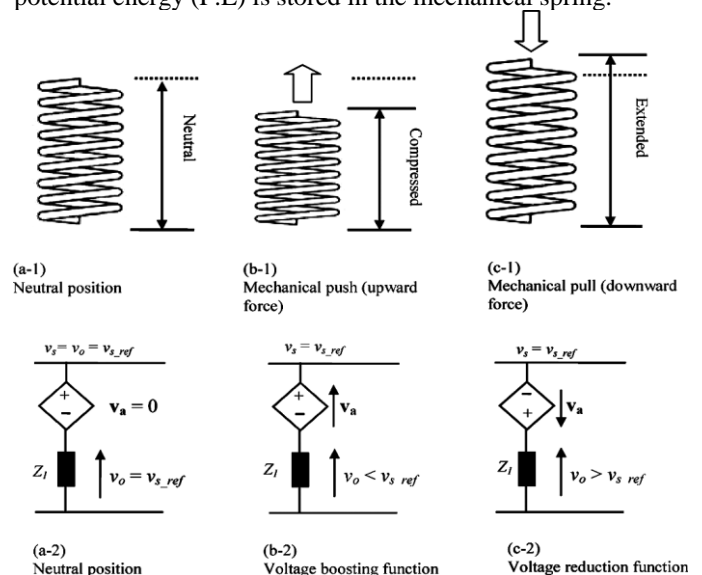 potential energy (P.E) is stored in the mechanical spring.
Neutral
Compressed
Extended
(a-1)
Neutral position
(b-1)
Mechanical push (upward
force)
(c-1)
Mechanical pull (downward
force)
vs = vo = vs_ref
+
−
va = 0
Zl
vo = vs_ref
(a-2)
Neutral position
vs = vs_ref
+
−
va
Zl
vo < vs_ref
(b-2)
Voltage boosting function
vs = vs_ref
−
+
va
Zl
vo > vs_ref
(c-2)
Voltage reduction function